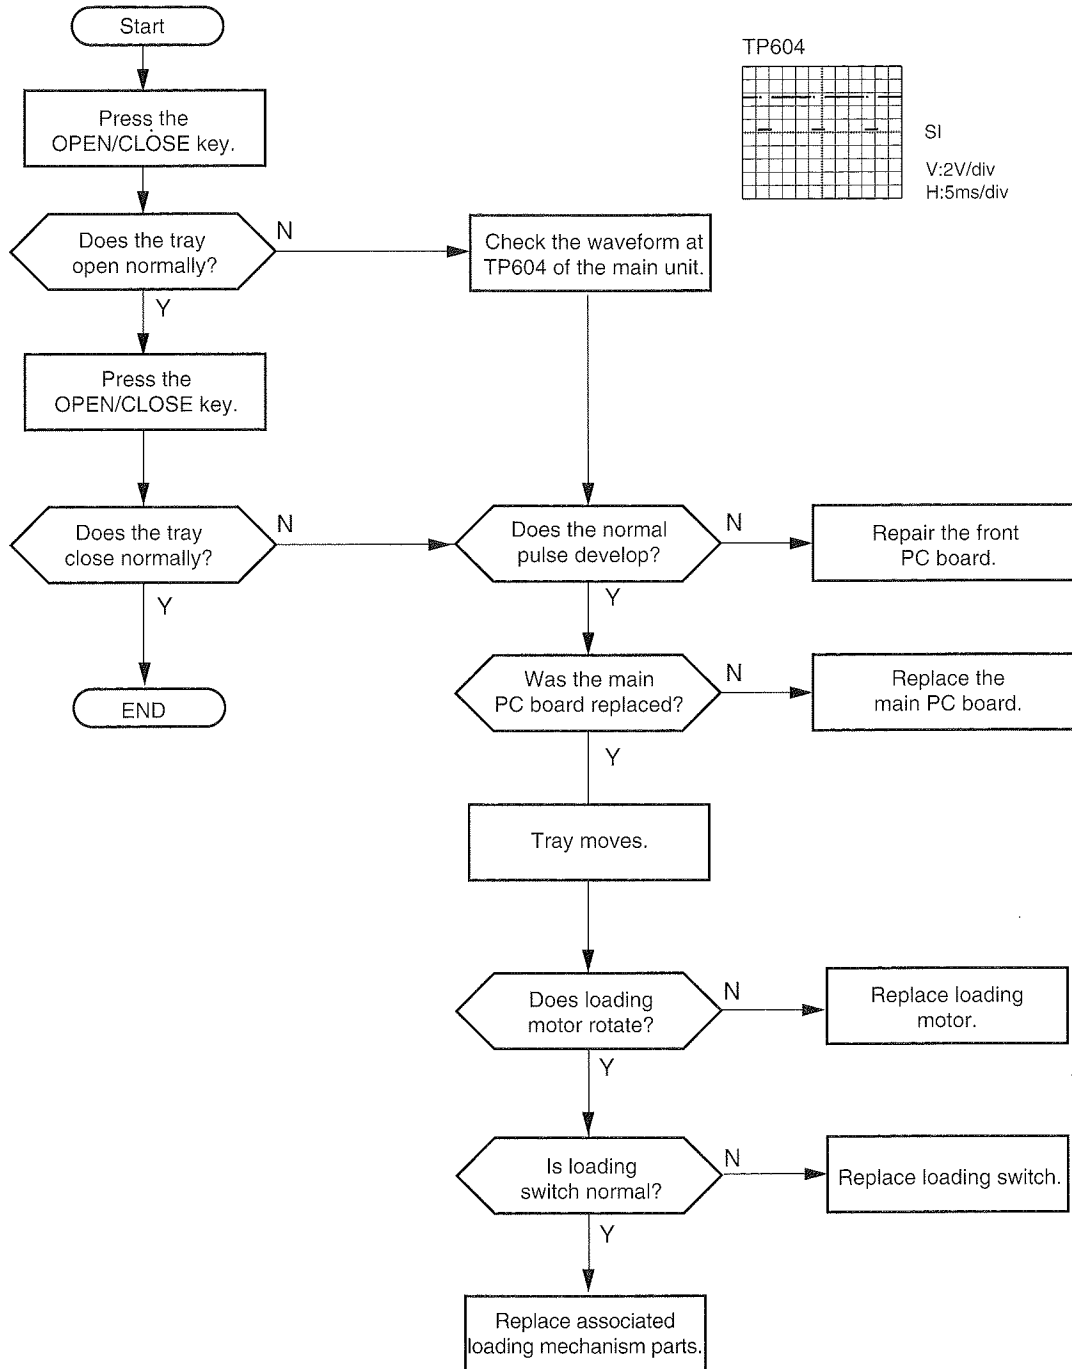 Start
TP604
Press the
OPEN/CLOSE key.
SI
V:2V/div
H:5ms/div
Does the tray
open normally?
N
Check the waveform at
TP604 of the main unit.
Y
Press the
OPEN/CLOSE key.
Does the tray
close normally?
N
Does the normal
pulse develop?
N
Repair the front
PC board.
Y
Y
END
Was the main
PC board replaced?
N
Replace the
main PC board.
Y
Tray moves.
Does loading
motor rotate?
N
Replace loading
motor.
Y
Is loading
switch normal?
N
Replace loading switch.
Y
Replace associated
loading mechanism parts.